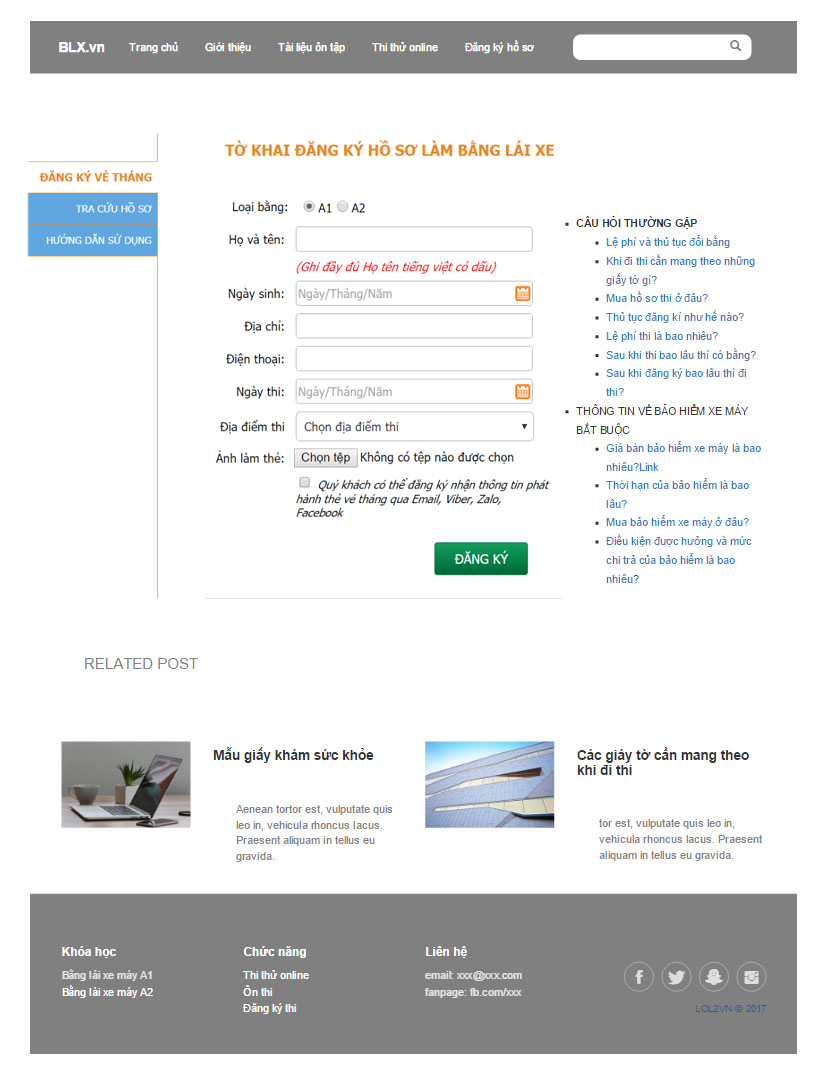 BLX.vn Trang chủ Giới thiệu Tài liệu ôn tập Thi thử online Đăng ký hồ sơ
TỜ KHAI ĐĂNG KÝ HỒ SƠ LÀM BẰNG LÁI XE
ĐĂNG KÝ VÉ THÁNG
TRA CỨU HỒ SƠ
HƯỚNG DẪN SỬ DỤNG
Loại bằng: A1 A2
Họ và tên:
(Ghi đầy đủ Họ tên tiếng việt có dấu)
Ngày sinh: Ngày/Tháng/Năm
Địa chỉ:
Điện thoại:
Ngày thi: Ngày/Tháng/Năm
Địa điểm thi Chọn địa điểm thi
Ảnh làm thẻ: Chọn tệp Không có tệp nào được chọn
Quý khách có thể đăng ký nhận thông tin phát
hành thẻ vé tháng qua Email, Viber, Zalo,
Facebook
ĐĂNG KÝ
CÂU HỎI THƯỜNG GẶP
Lệ phí và thủ tục đổi bằng
Khi đi thi cần mang theo những
giấy tờ gì?
Mua hồ sơ thi ở đâu?
Thủ tục đăng kí như hế nào?
Lệ phí thi là bao nhiêu?
Sau khi thi bao lâu thì có bằng?
Sau khi đăng ký bao lâu thì đi
thi?
THÔNG TIN VỀ BẢO HIỂM XE MÁY
BẮT BUỘC
Giá bán bảo hiểm xe máy là bao
nhiêu?Link
Thời hạn của bảo hiểm là bao
lâu?
Mua bảo hiểm xe máy ở đâu?
Điều kiện được hưởng và mức
chi trả của bảo hiểm là bao
nhiêu?
RELATED POST
Mẫu giấy khám sức khỏe
Aenean tortor est, vulputate quis
leo in, vehicula rhoncus lacus.
Praesent aliquam in tellus eu
gravida.
Các giáy tờ cần mang theo
khi đi thi
tor est, vulputate quis leo in,
vehicula rhoncus lacus. Praesent
aliquam in tellus eu gravida.
Khóa học
Bằng lái xe máy A1
Bằng lái xe máy A2
Chức năng
Thi thử online
Ôn thi
Đăng ký thi
Liên hệ
email: xxx@xxx.com
fanpage: fb.com/xxx
LOL2VN © 2017